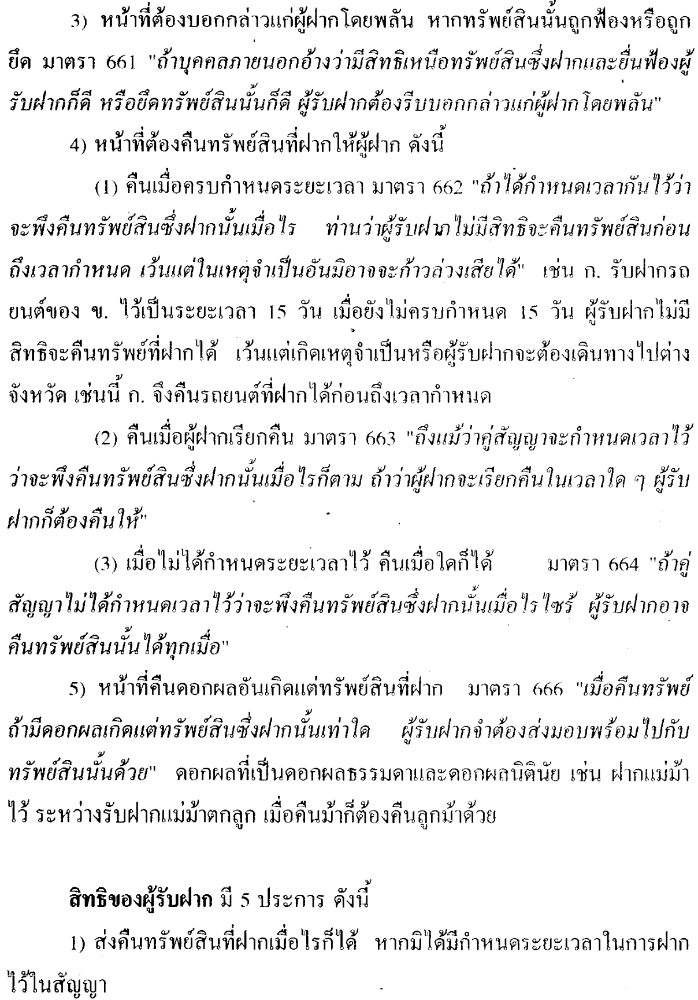 3) หน้าที่ต้องบอกกล่าวแก่ผู้ฝากโดยพลัน หากทรัพย์สินนั้นถูกฟ้องหรือถูก
ยึด มาตรา 661 "ถ้าบุคคลภายนอกอ้างว่ามีสิทธิเหนือทรัพย์สินซึ่งฝากและยื่นฟ้องผู้
รับฝากก็ดี หรือยึดทรัพย์สินนั้นก็ดี ผู้รับฝากต้องรีบบอกกล่าวแก่ผู้ฝากโดยพลัน"
4) หน้าที่ต้องคืนทรัพย์สินที่ฝากให้ผู้ฝาก ดังนี้
(1) คืนเมื่อครบกำหนดระยะเวลา มาตรา 662 "ถ้าได้กำหนดเวลากันไว้ว่า
จะพึงคืนทรัพย์สินซึ่งฝากนั้นเมื่อไร ท่านว่าผู้รับฝากไม่มีสิทธิจะคืนทรัพย์สินก่อน
ถึงเวลากำหนด เว้นแต่ในเหตุจำเป็นอันมิอาจจะก้าวล่วงเสียได้" เช่น ก. รับฝากรถ
ยนต์ของ ข. ไว้เป็นระยะเวลา 15 วัน เมื่อยังไม่ครบกำหนด 15 วัน ผู้รับฝากไม่มี
สิทธิจะคืนทรัพย์ที่ฝากได้ เว้นแต่เกิดเหตุจำเป็นหรือผู้รับฝากจะต้องเดินทางไปต่าง
จังหวัด เช่นนี้ ก. จึงคืนรถยนต์ที่ฝากได้ก่อนถึงเวลากำหนด
(2) คืนเมื่อผู้ฝากเรียกคืน มาตรา 663 "ถึงแม้ว่าคู่สัญญาจะกำหนดเวลาไว้
ว่าจะพึงคืนทรัพย์สินซึ่งฝากนั้นเมื่อไรก็ตาม ถ้าว่าผู้ฝากจะเรียกคืนในเวลาใด ๆ ผู้รับ
ฝากก็ต้องคืนให้"
(3) เมื่อไม่ได้กำหนดระยะเวลาไว้ คืนเมื่อใดก็ได้ มาตรา 664 "ถ้าคู่
สัญญาไม่ได้กำหนดเวลาไว้ว่าจะพึงคืนทรัพย์สินซึ่งฝากนั้นเมื่อไรไซร้ ผู้รับฝากอาจ
คืนทรัพย์สินนั้นได้ทุกเมื่อ"
5) หน้าที่คืนดอกผลอันเกิดแต่ทรัพย์สินที่ฝาก มาตรา 666 "เมื่อคืนทรัพย์
ถ้ามีดอกผลเกิดแต่ทรัพย์สินซึ่งฝากนั้นเท่าใด ผู้รับฝากจำต้องส่งมอบพร้อมไปกับ
ทรัพย์สินนั้นด้วย" ดอกผลที่เป็นดอกผลธรรมดาและดอกผลนิตินัย เช่น ฝากแม่ม้า
ไว้ ระหว่างรับฝากแม่ม้าตกลูก เมื่อคืนม้าก็ต้องคืนลูกม้าด้วย
สิทธิของผู้รับฝาก มี 5 ประการ ดังนี้
1) ส่งคืนทรัพย์สินที่ฝากเมื่อไรก็ได้ หากมิได้มีกำหนดระยะเวลาในการฝาก
ไว้ในสัญญา